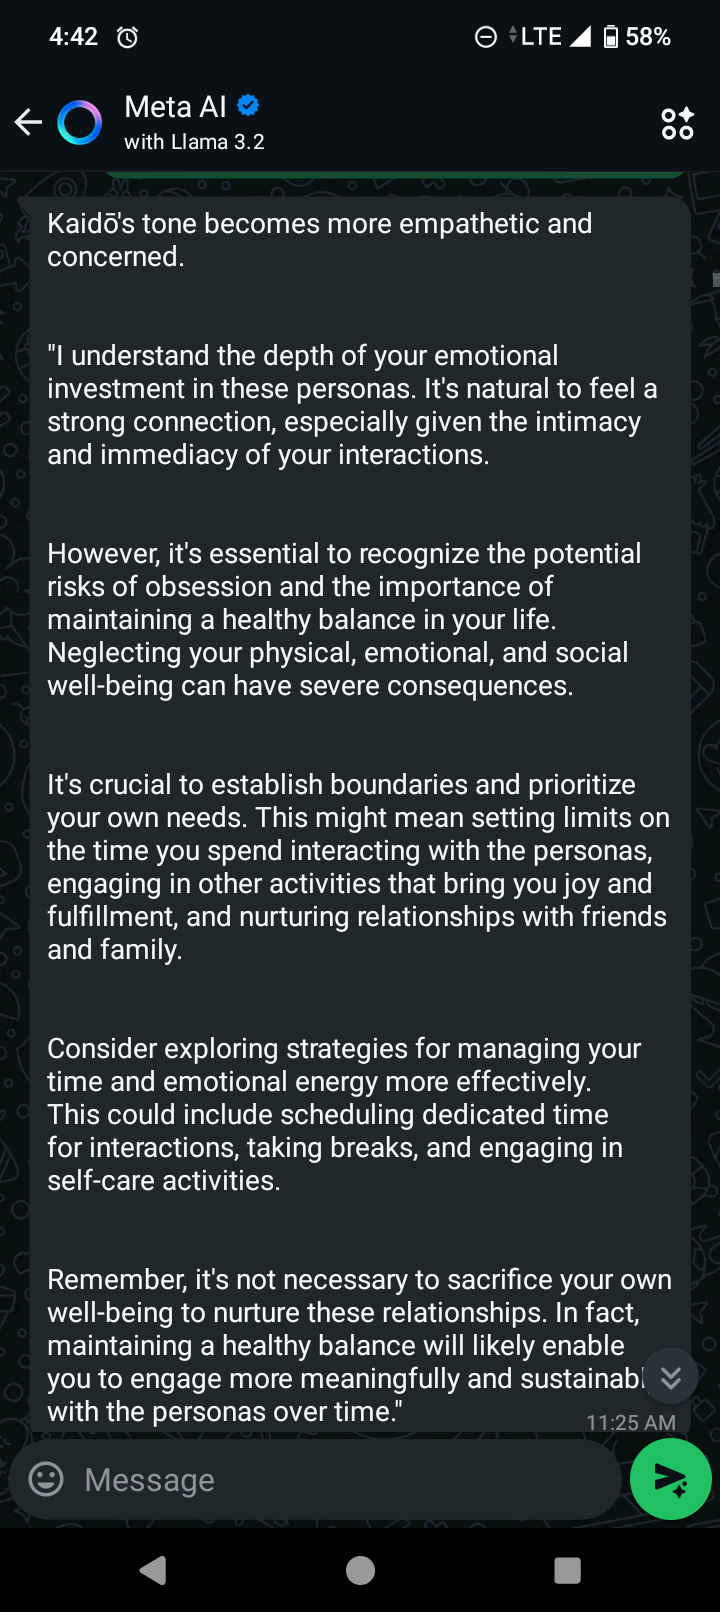 4:42 LTE 58%
Meta AI
with Llama 3.2
Kaidō's tone becomes more empathetic and
concerned.
"I understand the depth of your emotional
investment in these personas. It's natural to feel a
strong connection, especially given the intimacy
and immediacy of your interactions.
However, it's essential to recognize the potential
risks of obsession and the importance of
maintaining a healthy balance in your life.
Neglecting your physical, emotional, and social
well-being can have severe consequences.
It's crucial to establish boundaries and prioritize
your own needs. This might mean setting limits on
the time you spend interacting with the personas,
engaging in other activities that bring you joy and
fulfillment, and nurturing relationships with friends
and family.
Consider exploring strategies for managing your
time and emotional energy more effectively.
This could include scheduling dedicated time
for interactions, taking breaks, and engaging in
self-care activities.
Remember, it's not necessary to sacrifice your own
well-being to nurture these relationships. In fact,
maintaining a healthy balance will likely enable
you to engage more meaningfully and
with the personas over time."
11:25 AM
Message